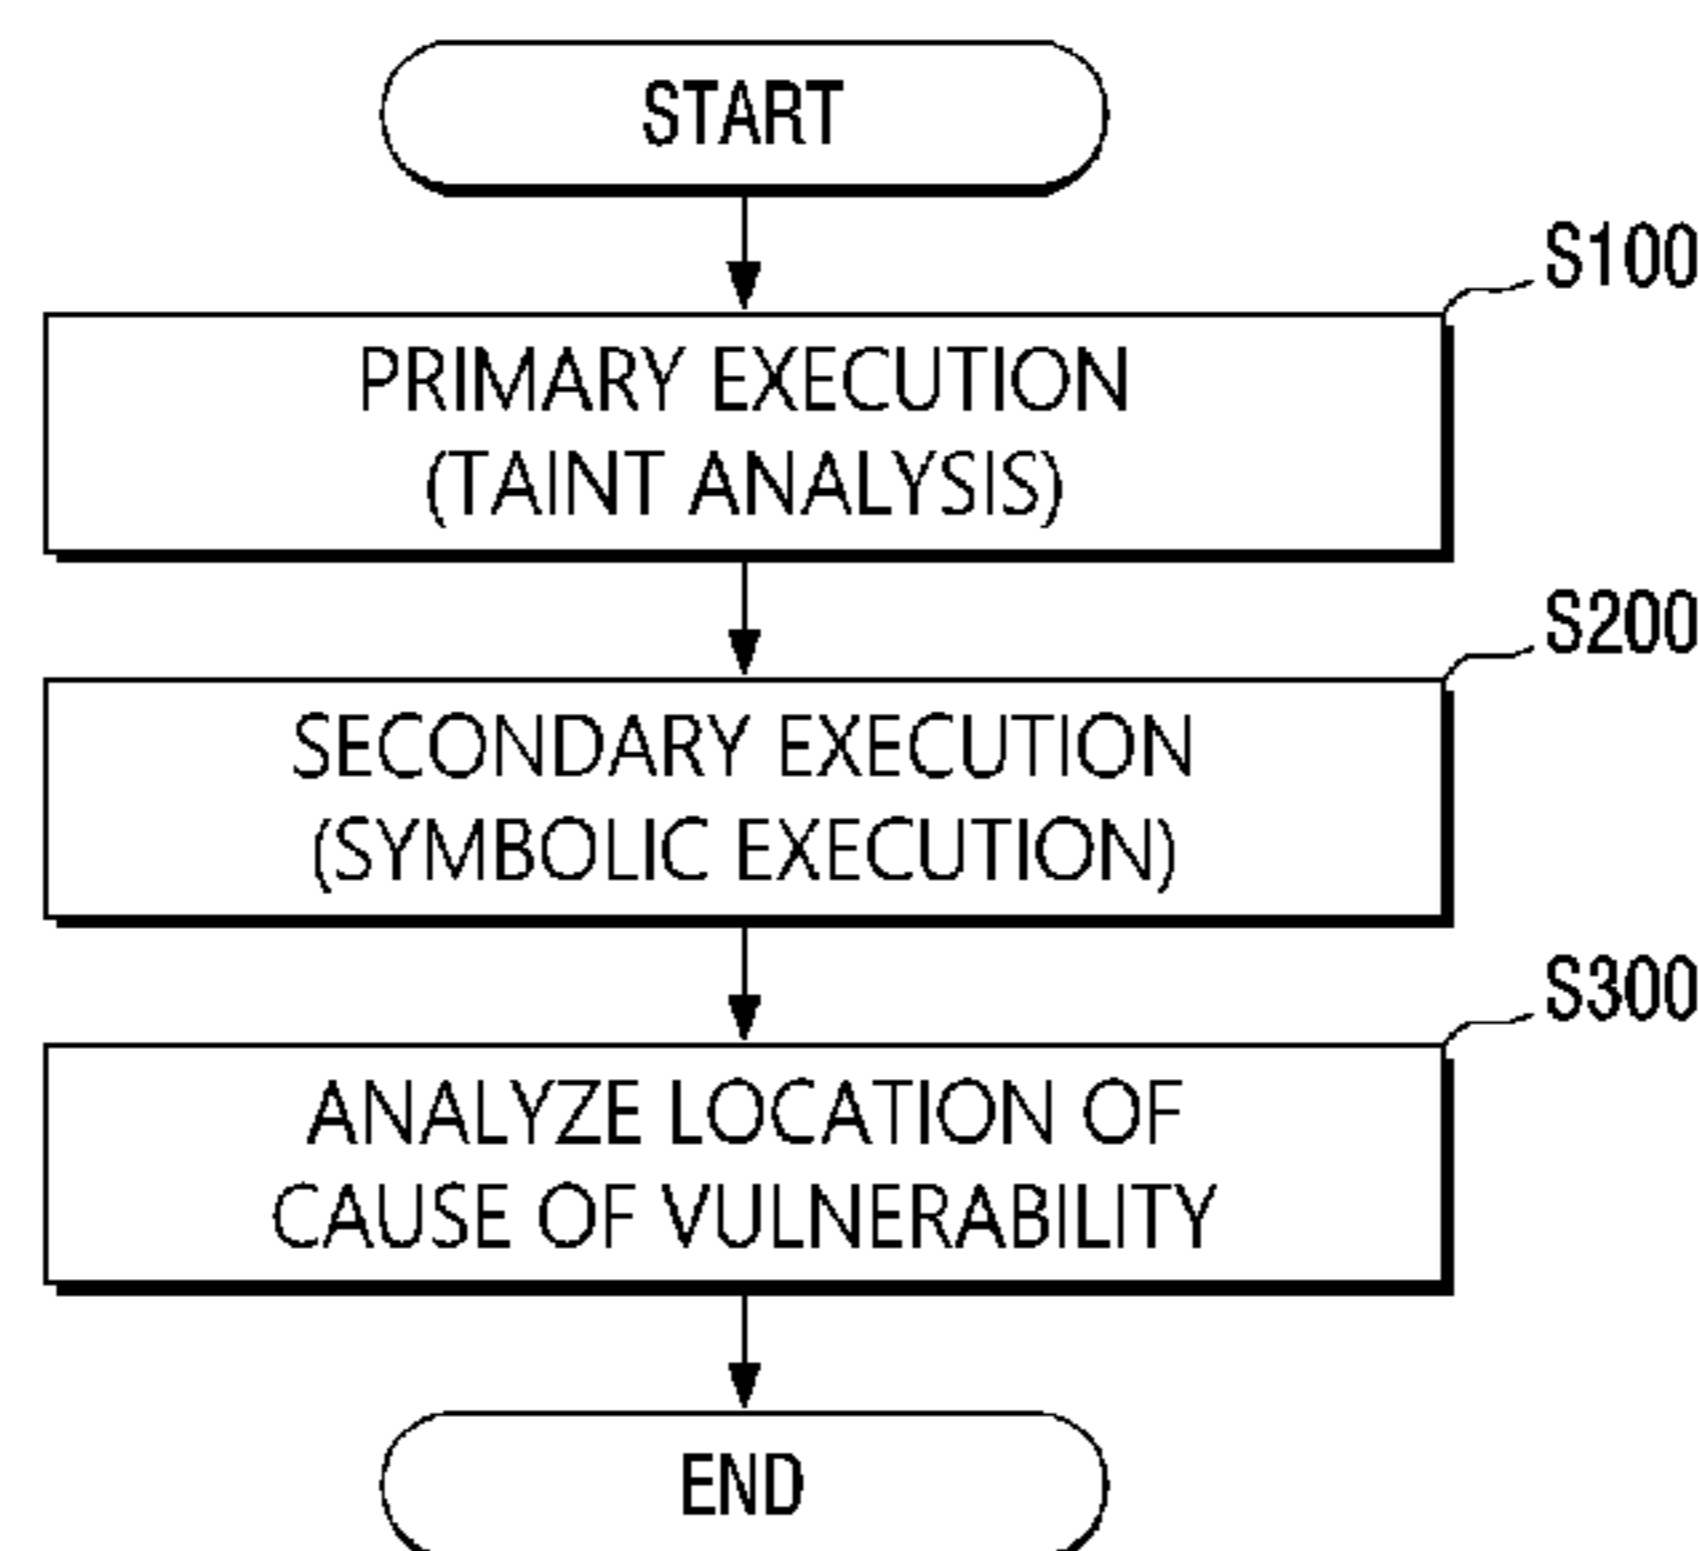 START
S100
PRIMARY EXECUTION
(TAINT ANALYSIS)
S200
SECONDARY EXECUTION
(SYMBOLIC EXECUTION)
S300
ANALYZE LOCATION OF
CAUSE OF VULNERABILITY
END